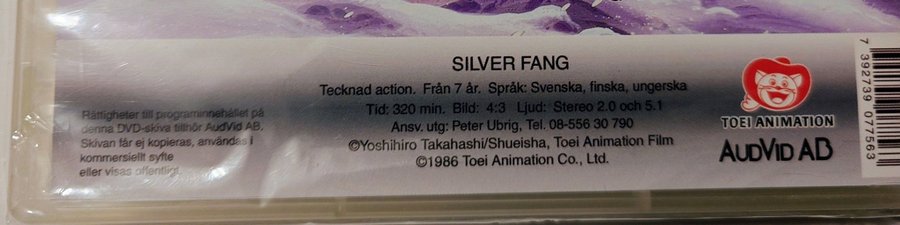 SILVER FANG
Tecknad action. Från 7 år. Språk: Svenska, finska, ungerska
Tid: 320 min. Bild: 4:3 Ljud: Stereo 2.0 och 5.1
Ansv. utg: Peter Ubrig, Tel. 08-556 30 790
©Yoshihiro Takahashi/Shueisha, Toei Animation Film
©1986 Toei Animation Co., Ltd.
Rättigheter till programinnehållet på
denna DVD-skiva tillhör AudVid AB.
Skivan får ej kopieras, användas i
kommersiellt syfte
eller visas offentligt.
TOEI ANIMATION
AUDVID AB
7 392739 077563